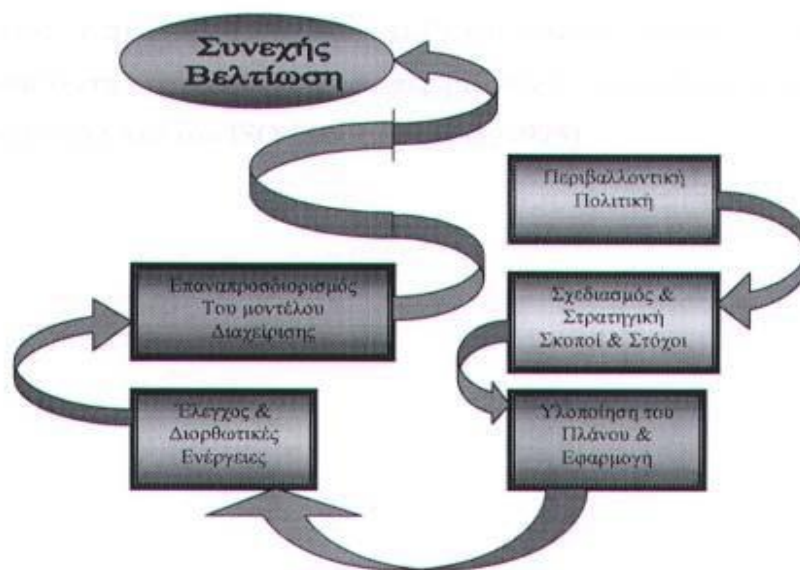 Συνεχής
Βελτίωση
Περιβαλλοντική
Πολιτική
Επαναπροσδιορισμός
Του μοντέλου
Διαχείρισης
Σχεδιασμός &
Στρατηγική
Σκοποί & Στόχοι
Έλεγχος &
Διορθωτικές
Ενέργειες
Υλοποίηση του
Πλάνου &
Εφαρμογή